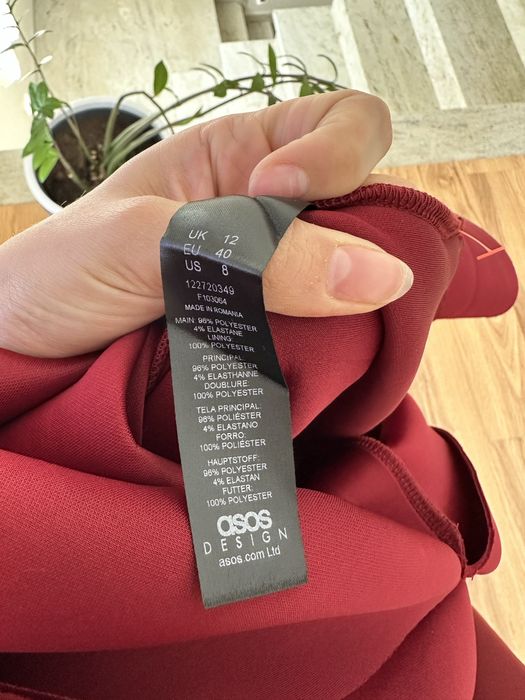 UK 12
EU 40
US 8
122720349
F103064
MADE IN ROMANIA
MAIN: 96% POLYESTER
4% ELASTANE
LINING:
100% POLYESTER
PRINCIPAL:
96% POLYESTER
4% ELASTHANNE
DOUBLURE:
100% POLYESTER
TELA PRINCIPAL:
96% POLIÉSTER
4% ELASTANO
FORRO:
100% POLIÉSTER
HAUPTSTOFF:
96% POLYESTER
4% ELASTAN
FUTTER:
100% POLYESTER
asos
DESIGN
asos.com Ltd